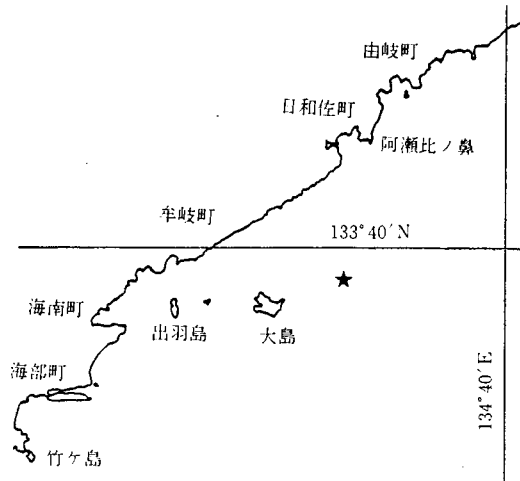 由岐町
日和佐町
阿瀬比ノ鼻
牟岐町
133°40′N
海南町
出羽島
大島
海部町
134°40′E
竹ケ島